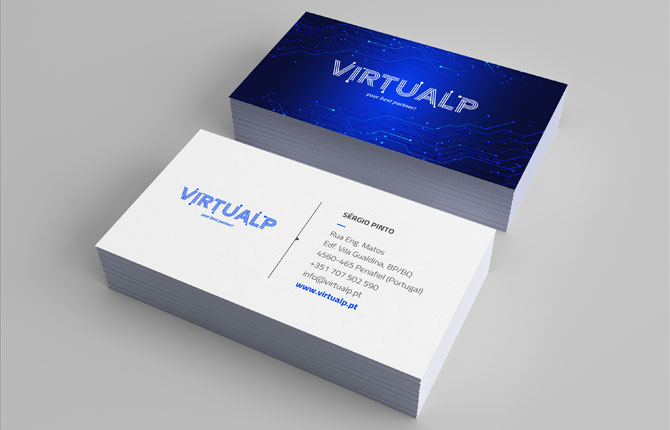 VIRTUALP
your best partner!
VIRTUALP
your best partner!
SÉRGIO PINTO
Rua Eng. Matos
Edf. Vila Gualdina, BP/BQ
4560-465 Penafiel (Portugal)
+351 707 502 590
info@virtualp.pt
www.virtualp.pt